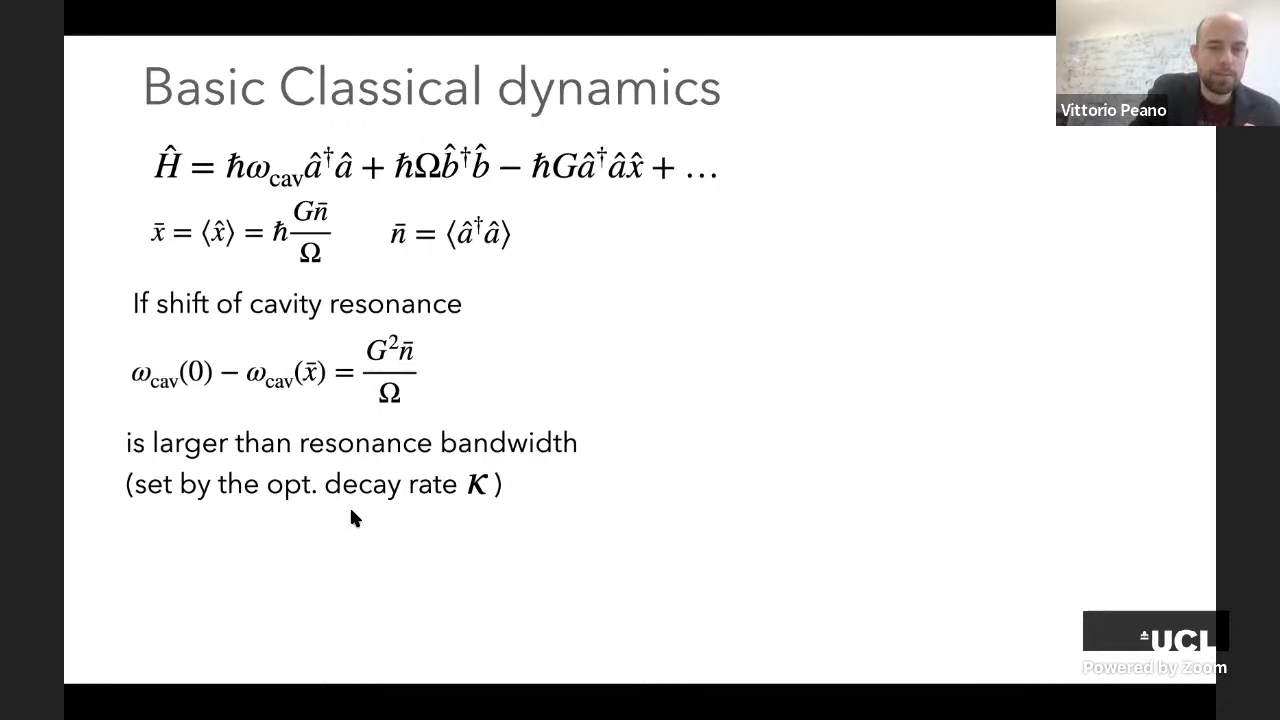 Basic Classical dynamics
Vittorio Peano
Ĥ = ħω_cav â†â + ħΩb̂†b̂ − ħGâ†âx̂ + …
x̄ = ⟨x̂⟩ = ħ Gn̄/Ω    n̄ = ⟨â†â⟩
If shift of cavity resonance
ω_cav(0) − ω_cav(x̄) = G²n̄/Ω
is larger than resonance bandwidth
(set by the opt. decay rate κ )
UCL
Powered by Zoom